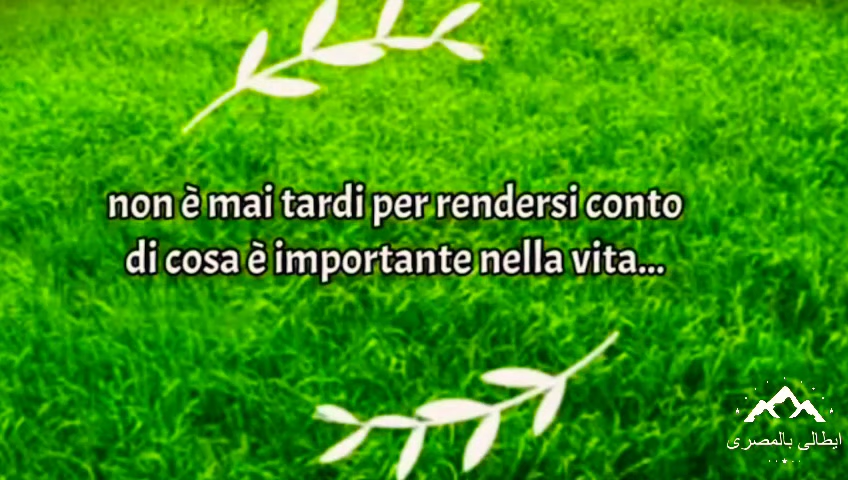 non è mai tardi per rendersi conto
di cosa è importante nella vita...
ايطالى بالمصرى